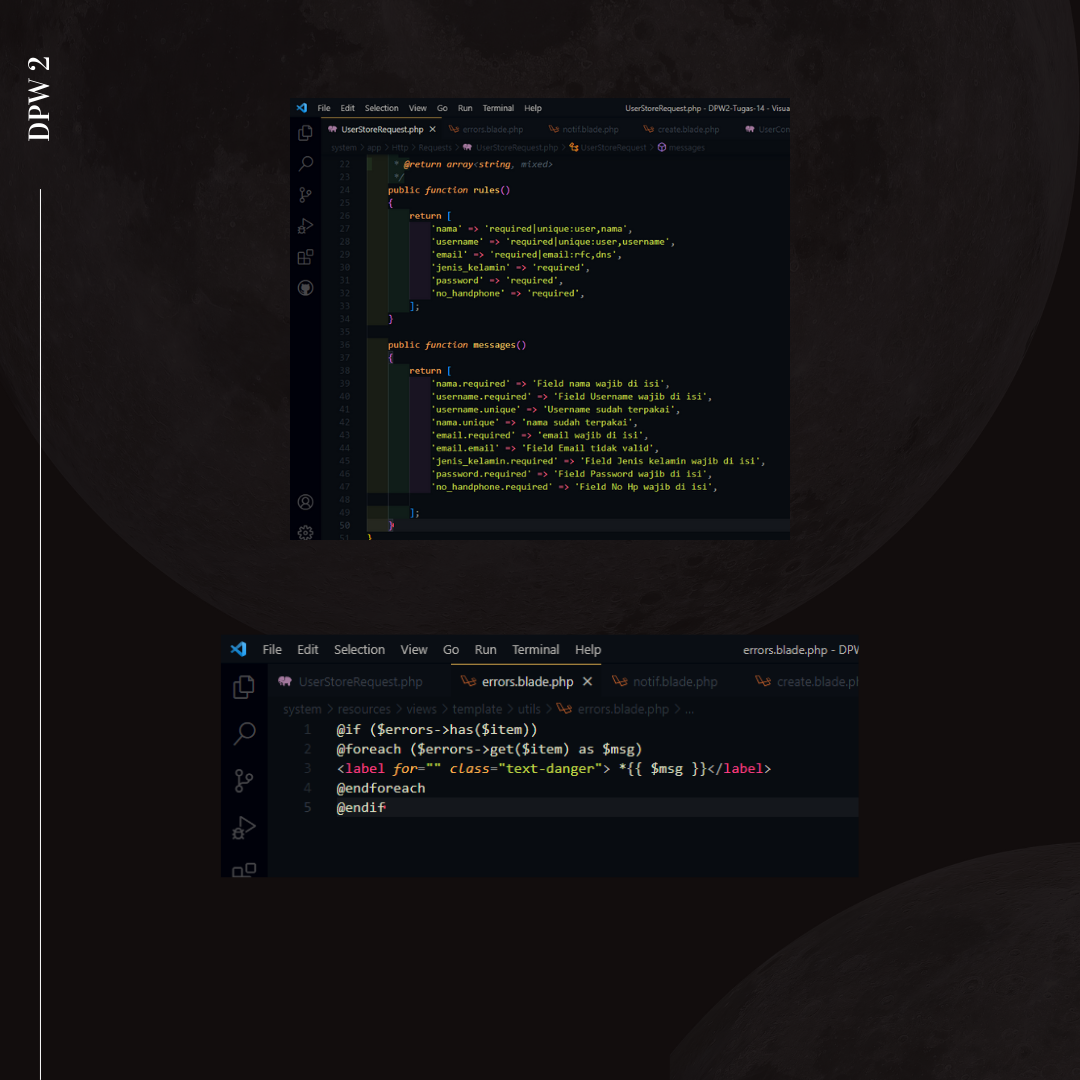 DPW 2
File Edit Selection View Go Run Terminal Help UserStoreRequest.php - DPW2-Tugas-14 - Visua
UserStoreRequest.php × errors.blade.php notif.blade.php create.blade.php UserCon
system > app > Http > Requests > UserStoreRequest.php > UserStoreRequest > messages
22 * @return array<string, mixed>
23 */
24 public function rules()
25 {
26 return [
27 'nama' => 'required|unique:user,nama',
28 'username' => 'required|unique:user,username',
29 'email' => 'required|email:rfc,dns',
30 'jenis_kelamin' => 'required',
31 'password' => 'required',
32 'no_handphone' => 'required',
33 ];
34 }
35
36 public function messages()
37 {
38 return [
39 'nama.required' => 'Field nama wajib di isi',
40 'username.required' => 'Field Username wajib di isi',
41 'username.unique' => 'Username sudah terpakai',
42 'nama.unique' => 'nama sudah terpakai',
43 'email.required' => 'email wajib di isi',
44 'email.email' => 'Field Email tidak valid',
45 'jenis_kelamin.required' => 'Field Jenis kelamin wajib di isi',
46 'password.required' => 'Field Password wajib di isi',
47 'no_handphone.required' => 'Field No Hp wajib di isi',
48
49 ];
50 }
51 }
File Edit Selection View Go Run Terminal Help errors.blade.php - DPW
UserStoreRequest.php errors.blade.php × notif.blade.php create.blade.ph
system > resources > views > template > utils > errors.blade.php > ...
1 @if ($errors->has($item))
2 @foreach ($errors->get($item) as $msg)
3 <label for="" class="text-danger"> *{{ $msg }}</label>
4 @endforeach
5 @endif